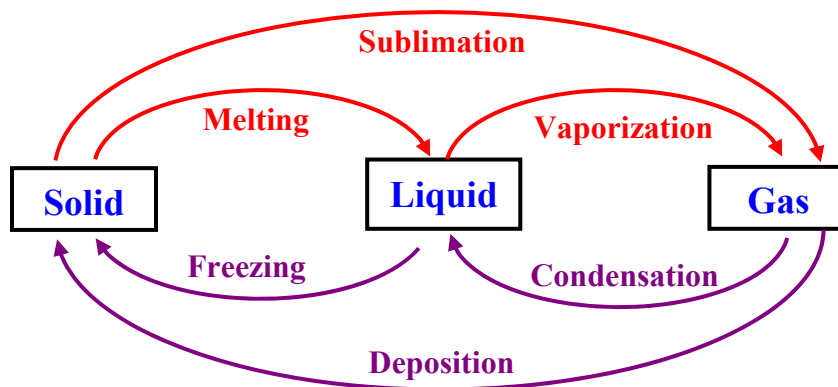 Sublimation
Melting
Vaporization
Solid
Liquid
Gas
Freezing
Condensation
Deposition